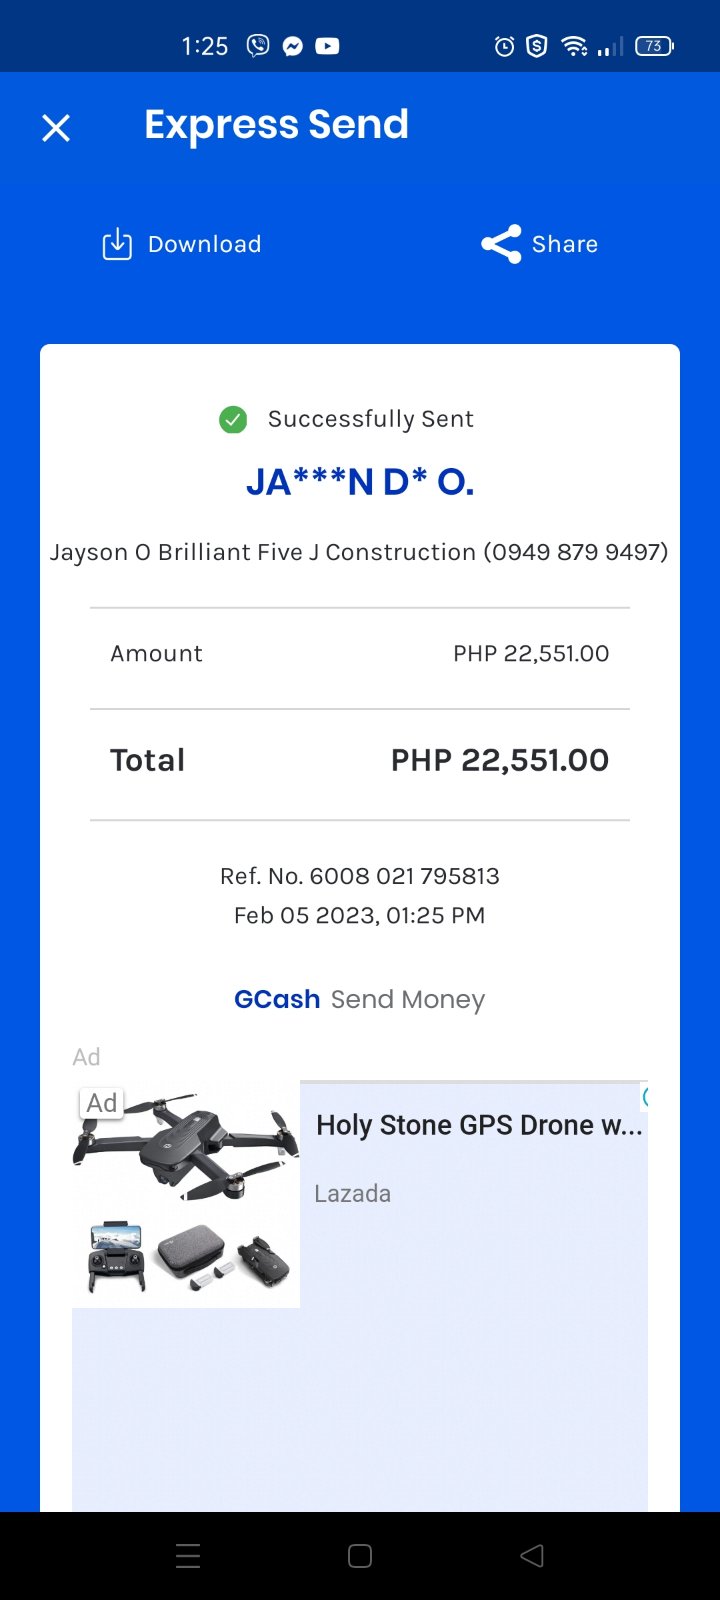 1:25
73
Express Send
Download
Share
Successfully Sent
JA***N D* O.
Jayson O Brilliant Five J Construction (0949 879 9497)
Amount PHP 22,551.00
Total PHP 22,551.00
Ref. No. 6008 021 795813
Feb 05 2023, 01:25 PM
GCash Send Money
Ad
Ad
Holy Stone GPS Drone w...
Lazada